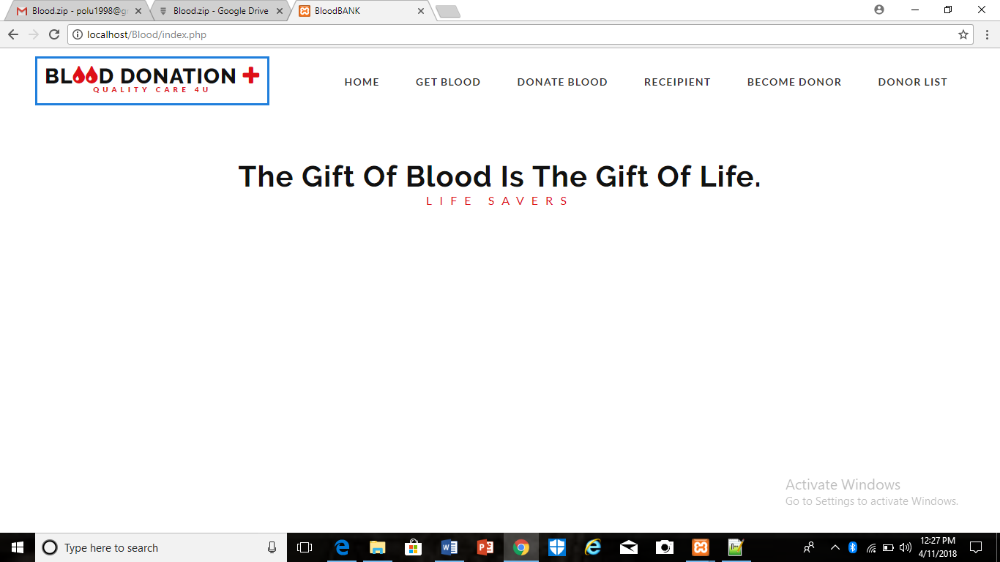 Blood.zip - polu1998@g
Blood.zip - Google Drive
BloodBANK
localhost/Blood/index.php
BL D DONATION
QUALITY CARE 4U
HOME
GET BLOOD
DONATE BLOOD
RECEIPIENT
BECOME DONOR
DONOR LIST
The Gift Of Blood Is The Gift Of Life.
LIFE SAVERS
Activate Windows
Go to Settings to activate Windows.
Type here to search
12:27 PM
4/11/2018